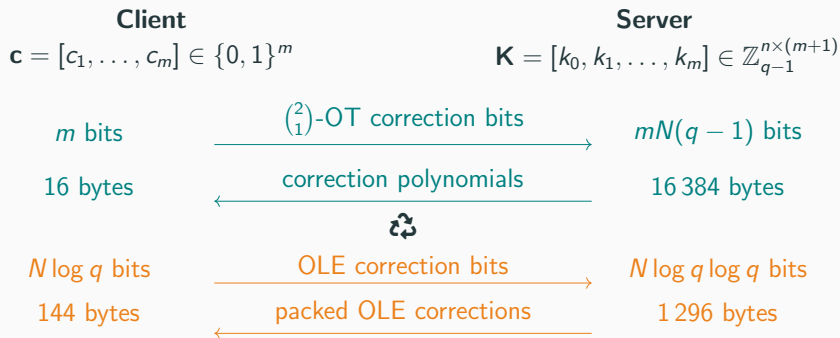 Client Server
𝐜 = [c₁, . . . , cₘ] ∈ {0, 1}ᵐ 𝐊 = [k₀, k₁, . . . , kₘ] ∈ ℤ_{q−1}^{n×(m+1)}
m bits \binom{2}{1}-OT correction bits mN(q − 1) bits
16 bytes correction polynomials 16 384 bytes
N log q bits OLE correction bits N log q log q bits
144 bytes packed OLE corrections 1 296 bytes